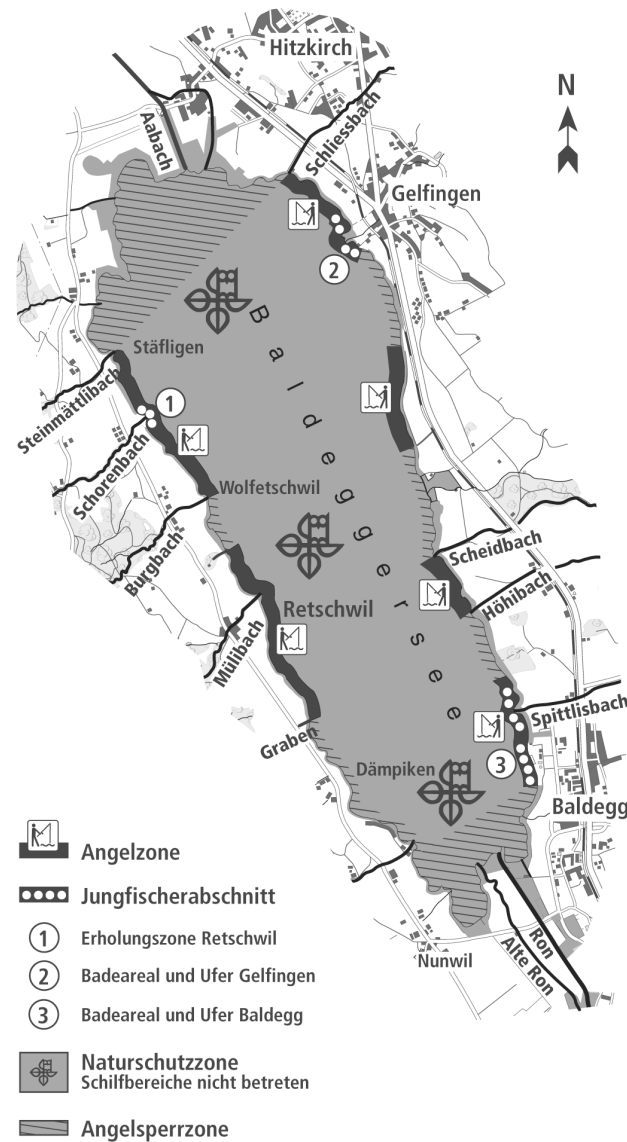 Hitzkirch
N
Aabach
Schliessbach
Gelfingen
2
Baldeggersee
Stäfligen
Steinmättlibach
1
Schorenbach
Wolfetschwil
Burgbach
Scheidbach
Höhibach
Retschwil
Mülibach
Spittlisbach
Graben
Dämpiken
3
Baldegg
Angelzone
Jungfischerabschnitt
1 Erholungszone Retschwil
2 Badeareal und Ufer Gelfingen
3 Badeareal und Ufer Baldegg
Nunwil
Alte Ron
Ron
Naturschutzzone
Schilfbereiche nicht betreten
Angelsperrzone